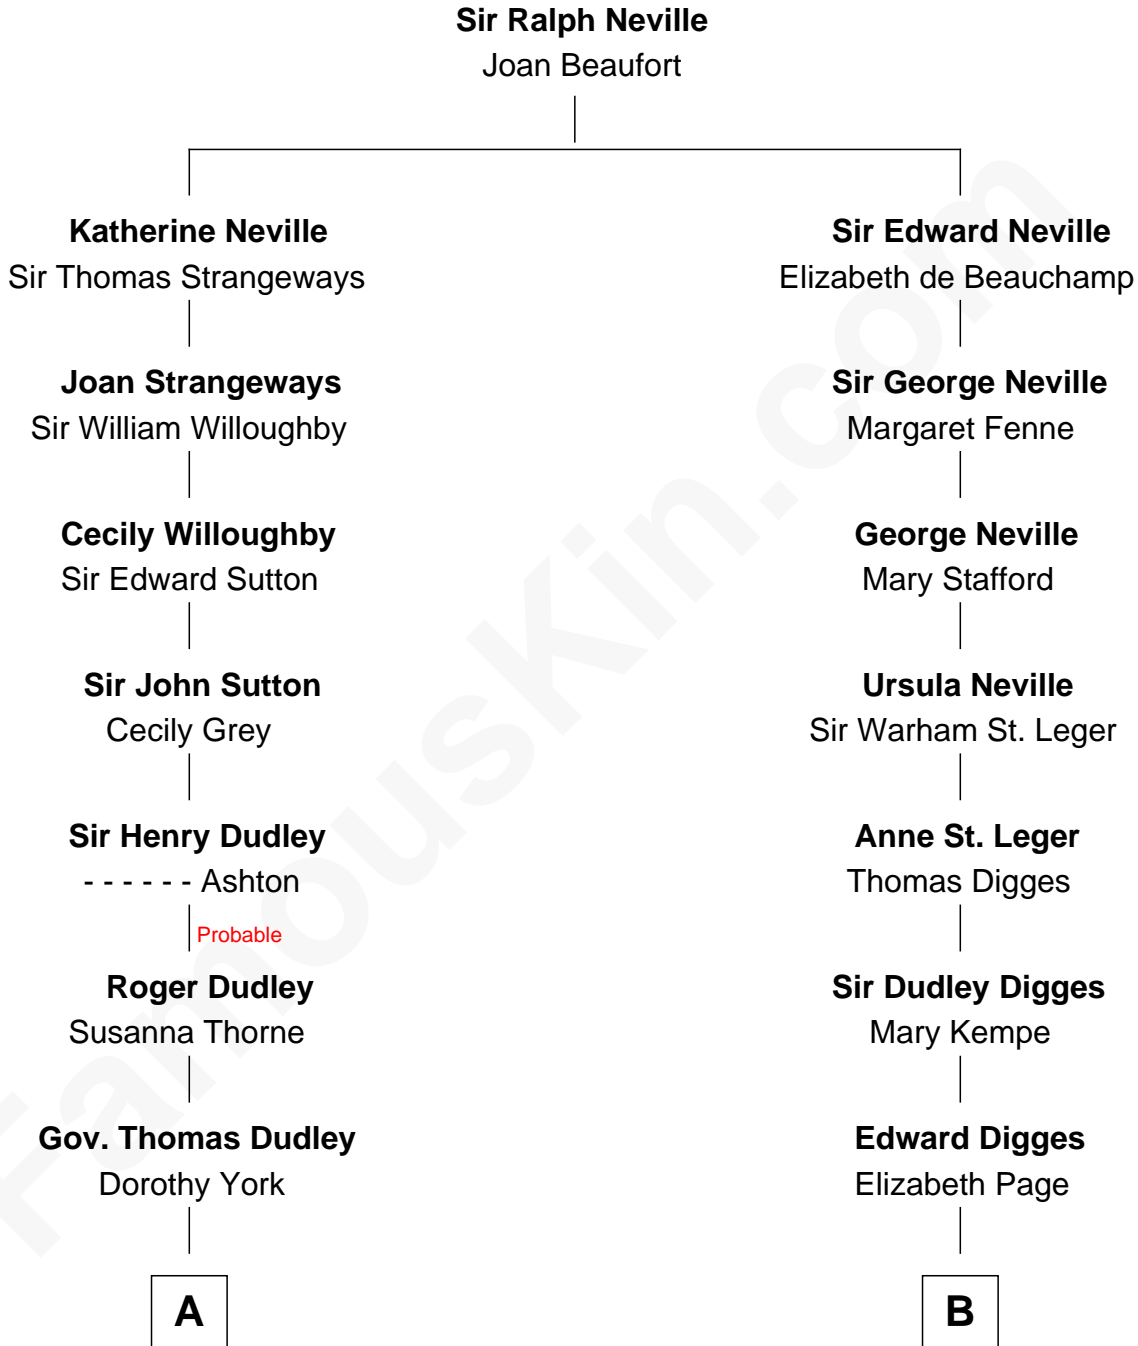 Sir Ralph Neville
Joan Beaufort
Katherine Neville
Sir Thomas Strangeways
Sir Edward Neville
Elizabeth de Beauchamp
Joan Strangeways
Sir William Willoughby
Sir George Neville
Margaret Fenne
Cecily Willoughby
Sir Edward Sutton
George Neville
Mary Stafford
Sir John Sutton
Cecily Grey
Ursula Neville
Sir Warham St. Leger
Sir Henry Dudley
- - - - - - Ashton
Anne St. Leger
Thomas Digges
Probable
Roger Dudley
Susanna Thorne
Sir Dudley Digges
Mary Kempe
Gov. Thomas Dudley
Dorothy York
Edward Digges
Elizabeth Page
A
B
FamousKin.com